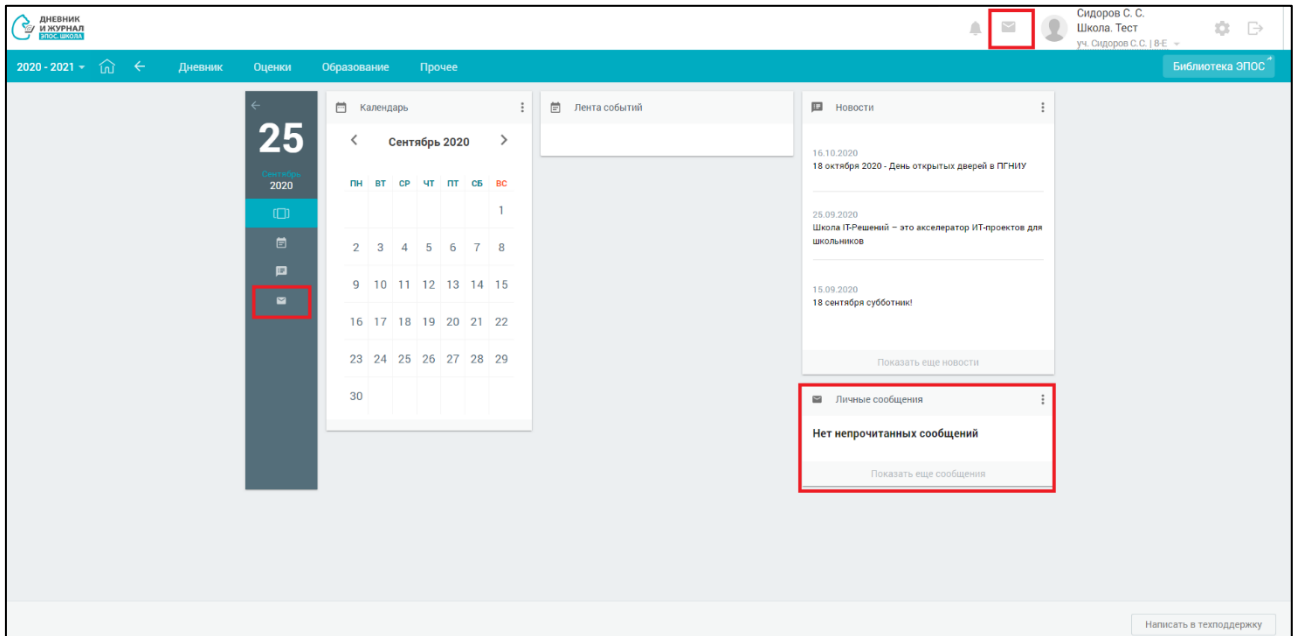 ДНЕВНИК
И ЖУРНАЛ
ЭПОС.ШКОЛА
Сидоров С. С.
Школа. Тест
уч. Сидоров С.С. | 8-Е
2020 - 2021
Дневник
Оценки
Образование
Прочее
Библиотека ЭПОС
25
Сентябрь
2020
Календарь
Сентябрь 2020
ПН ВТ СР ЧТ ПТ СБ ВС
1
2 3 4 5 6 7 8
9 10 11 12 13 14 15
16 17 18 19 20 21 22
23 24 25 26 27 28 29
30
Лента событий
Новости
16.10.2020
18 октября 2020 - День открытых дверей в ПГНИУ
25.09.2020
Школа IT-Решений – это акселератор ИТ-проектов для
школьников
15.09.2020
18 сентября субботник!
Показать еще новости
Личные сообщения
Нет непрочитанных сообщений
Показать еще сообщения
Написать в техподдержку